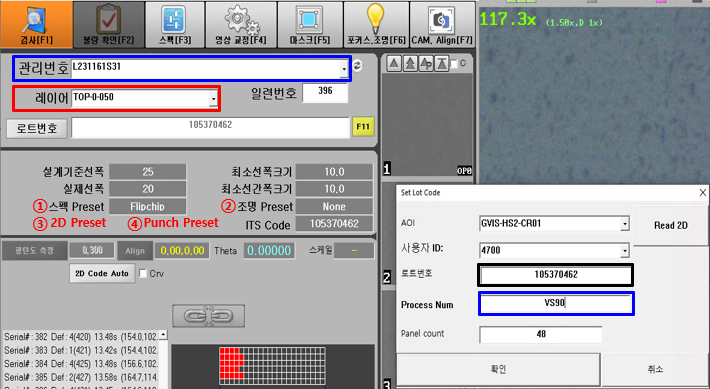 검사[F1] 불량 확인[F2] 스펙[F3] 영상 교정[F4] 마스크[F5] 포커스,조명[F6] CAM, Align[F7]
117.3x (1.50x,D 1x)
관리번호 L231161S31 C
레이어 TOP-0-050 일련번호 396
로트번호 105370462 F11
1 OP0
설계기준선폭 25 최소선폭크기 10.0
실제선폭 20 최소선간폭크기 10.0
①스펙 Preset Flipchip ②조명 Preset None
③ 2D Preset ④Punch Preset ITS Code 105370462
평탄도 측정 0,300 Align 0,00,0,00 Theta 0.00000 스케일 -
2D Code Auto Crv
2
Serial# : 382 Def : 4(420) 13.48s (154.0,102.
Serial# : 383 Def : 1(421) 13.42s (154.4,102.
Serial# : 384 Def : 4(425) 13.48s (156.6,102.
Serial# : 385 Def : 2(427) 13.58s (164.7,114.
3
Set Lot Code X
AOI GVIS-HS2-CR01 Read 2D
사용자 ID: 4700
로트번호 105370462
Process Num VS90
Panel count 48
확인 취소